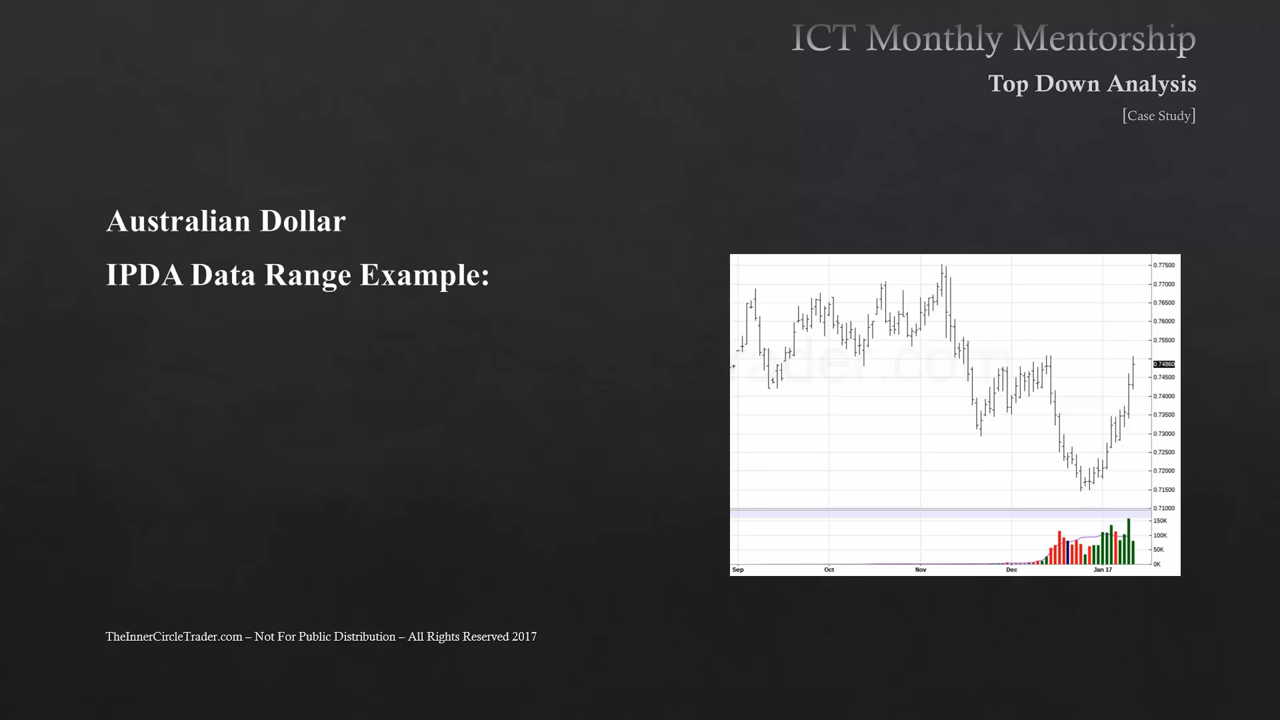 ICT Monthly Mentorship
Top Down Analysis
[Case Study]
Australian Dollar
IPDA Data Range Example:
0.77500
0.77000
0.76500
0.76000
0.75500
0.74860
0.74500
0.74000
0.73500
0.73000
0.72500
0.72000
0.71500
0.71000
150K
100K
50K
0K
Sep Oct Nov Dec Jan 17
TheInnerCircleTrader.com – Not For Public Distribution – All Rights Reserved 2017